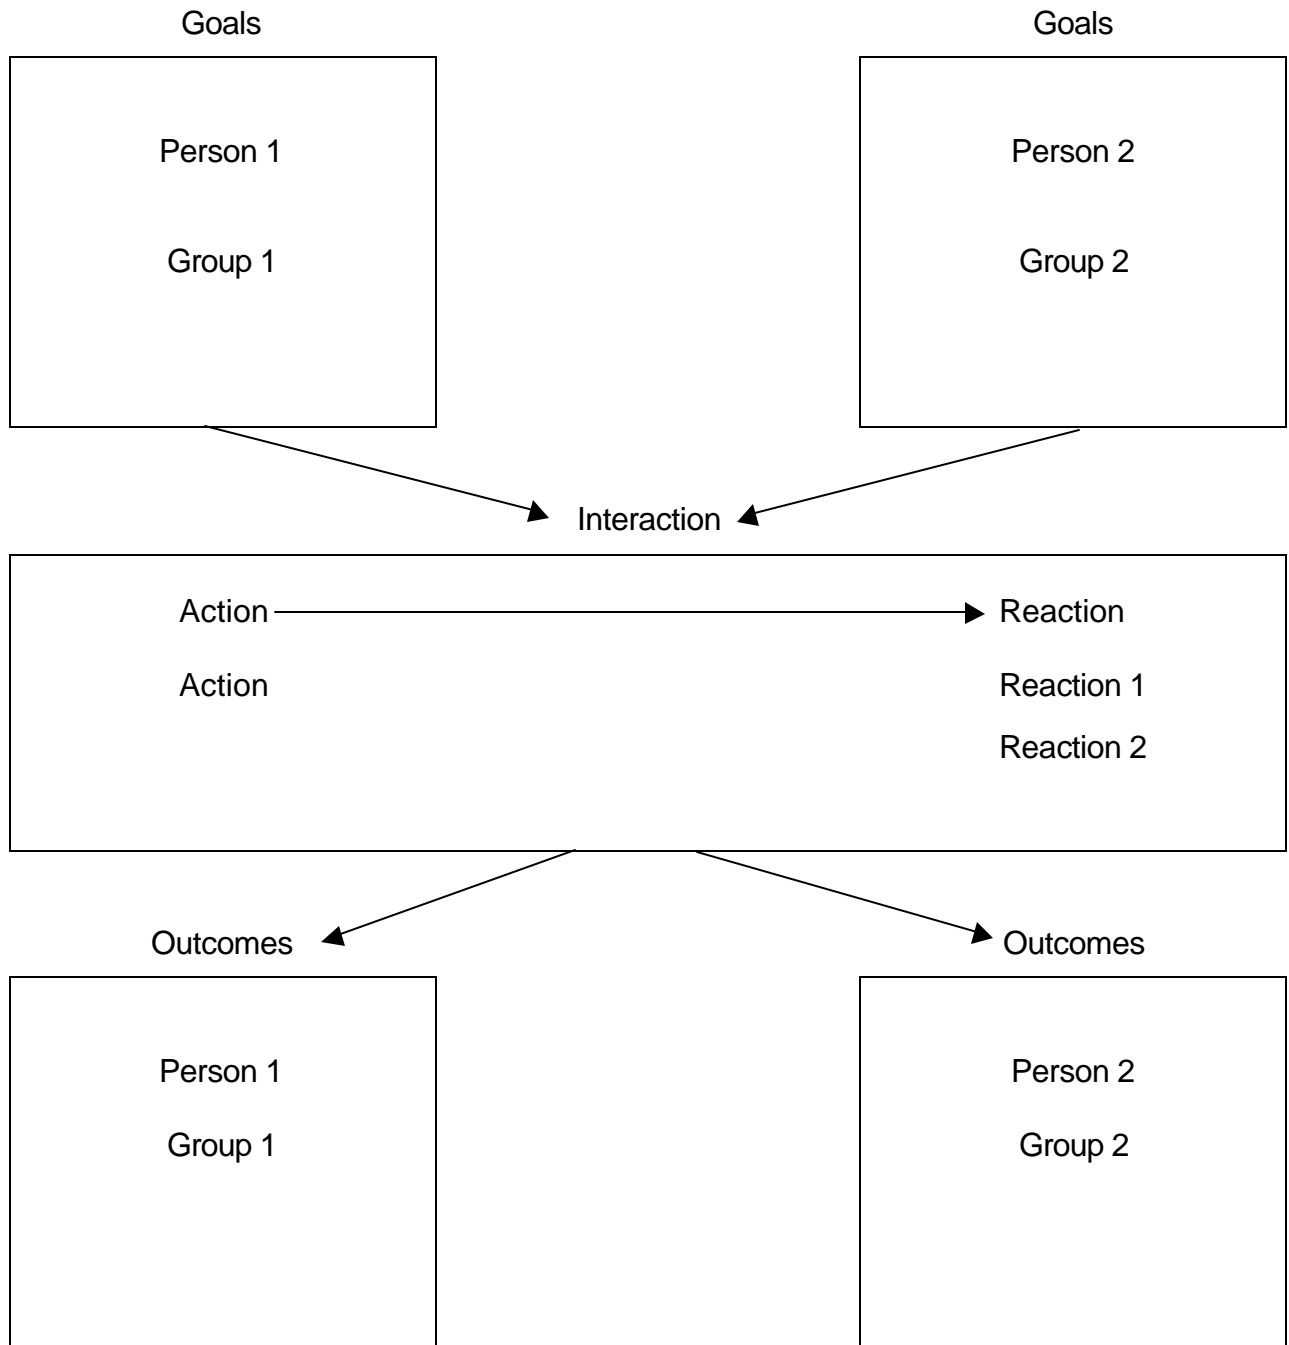 Goals Goals
Person 1 Person 2
Group 1 Group 2
Interaction
Action Reaction
Action Reaction 1
Reaction 2
Outcomes Outcomes
Person 1 Person 2
Group 1 Group 2